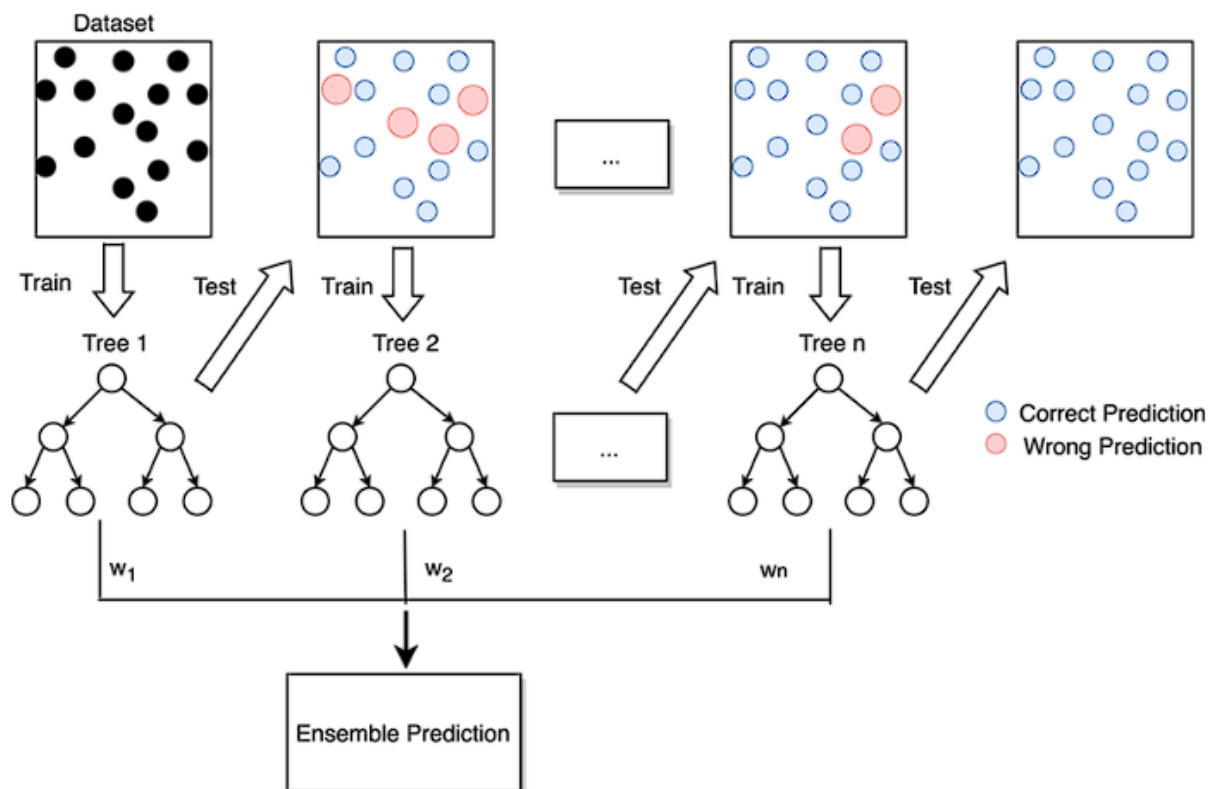 Dataset
...
Train
Test
Train
Test
Train
Test
Tree 1
Tree 2
Tree n
Correct Prediction
...
Wrong Prediction
w1
w2
wn
Ensemble Prediction